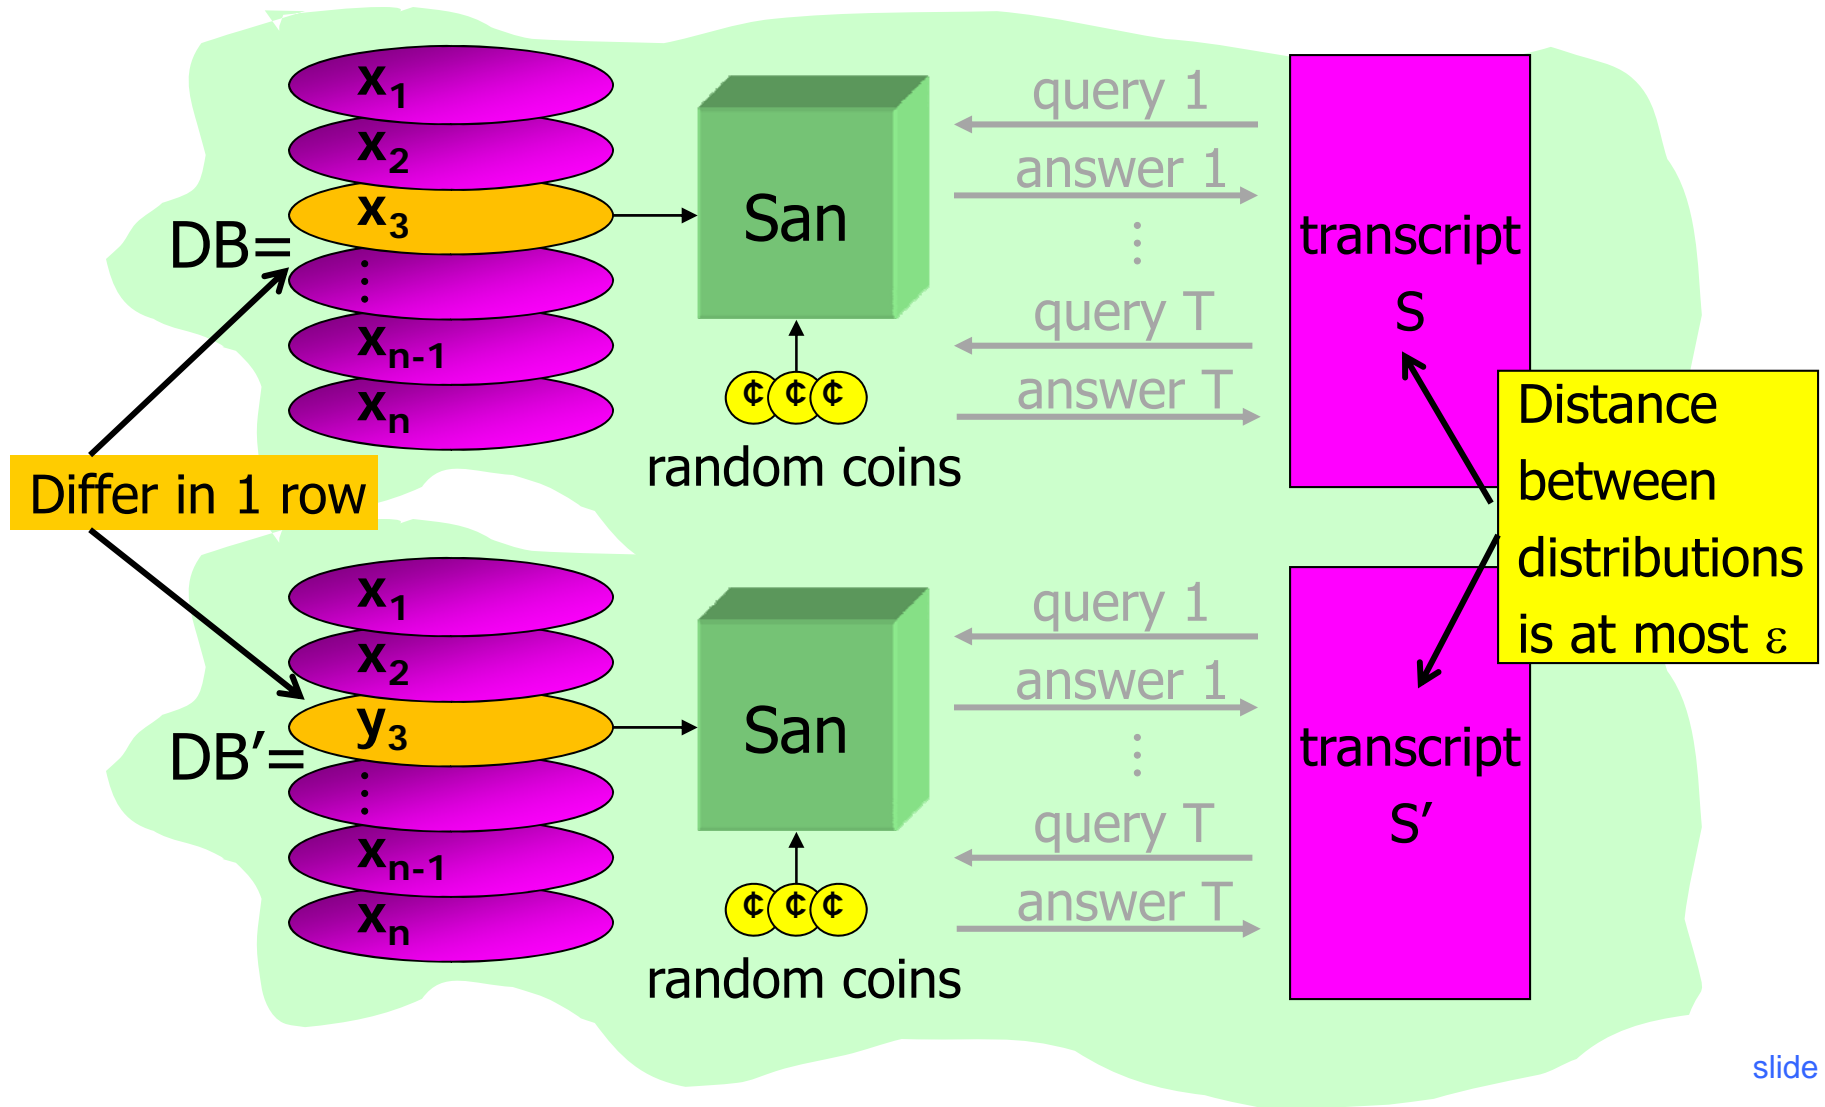 x1
x2
x3
⋮
xn-1
xn
DB=
San
¢ ¢ ¢
random coins
query 1
answer 1
⋮
query T
answer T
transcript
S
Differ in 1 row
Distance
between
distributions
is at most ε
x1
x2
y3
⋮
xn-1
xn
DB’=
San
¢ ¢ ¢
random coins
query 1
answer 1
⋮
query T
answer T
transcript
S’
slide